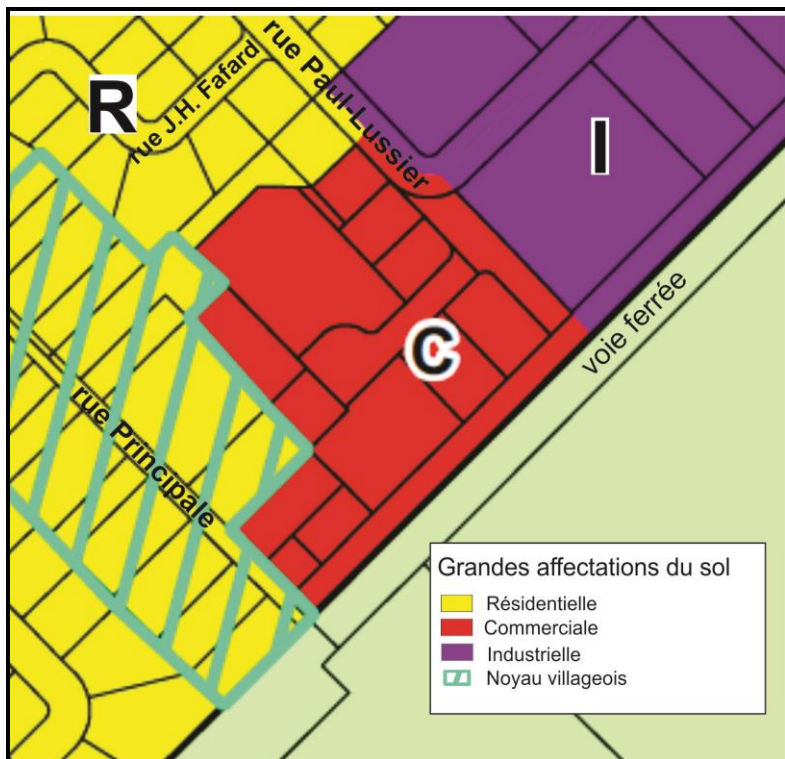 R
rue J.H. Fafard
rue Paul-Lussier
I
C
voie ferrée
rue Principale
Grandes affectations du sol
Résidentielle
Commerciale
Industrielle
Noyau villageois